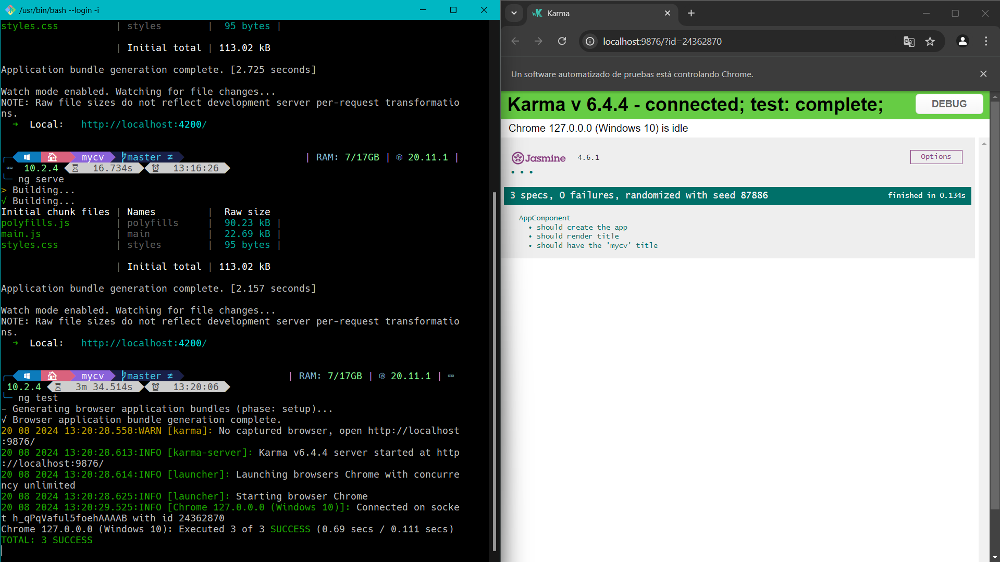 /usr/bin/bash --login -i
styles.css | styles | 95 bytes |
| Initial total | 113.02 kB
Application bundle generation complete. [2.725 seconds]
Watch mode enabled. Watching for file changes...
NOTE: Raw file sizes do not reflect development server per-request transformatio
ns.
➜ Local: http://localhost:4200/
mycv master ≢ | RAM: 7/17GB | 20.11.1 |
10.2.4 16.734s 13:16:26
ng serve
> Building...
√ Building...
Initial chunk files | Names | Raw size
polyfills.js | polyfills | 90.23 kB |
main.js | main | 22.69 kB |
styles.css | styles | 95 bytes |
| Initial total | 113.02 kB
Application bundle generation complete. [2.157 seconds]
Watch mode enabled. Watching for file changes...
NOTE: Raw file sizes do not reflect development server per-request transformatio
ns.
➜ Local: http://localhost:4200/
mycv master ≢ | RAM: 7/17GB | 20.11.1 |
10.2.4 3m 34.514s 13:20:06
ng test
- Generating browser application bundles (phase: setup)...
√ Browser application bundle generation complete.
20 08 2024 13:20:28.558:WARN [karma]: No captured browser, open http://localhost
:9876/
20 08 2024 13:20:28.613:INFO [karma-server]: Karma v6.4.4 server started at http
://localhost:9876/
20 08 2024 13:20:28.614:INFO [launcher]: Launching browsers Chrome with concurre
ncy unlimited
20 08 2024 13:20:28.625:INFO [launcher]: Starting browser Chrome
20 08 2024 13:20:29.525:INFO [Chrome 127.0.0.0 (Windows 10)]: Connected on socke
t h_qPqVaful5foehAAAAB with id 24362870
Chrome 127.0.0.0 (Windows 10): Executed 3 of 3 SUCCESS (0.69 secs / 0.111 secs)
TOTAL: 3 SUCCESS
Karma
localhost:9876/?id=24362870
Un software automatizado de pruebas está controlando Chrome.
Karma v 6.4.4 - connected; test: complete;
DEBUG
Chrome 127.0.0.0 (Windows 10) is idle
Jasmine 4.6.1
Options
• • •
3 specs, 0 failures, randomized with seed 87886
finished in 0.134s
AppComponent
• should create the app
• should render title
• should have the 'mycv' title